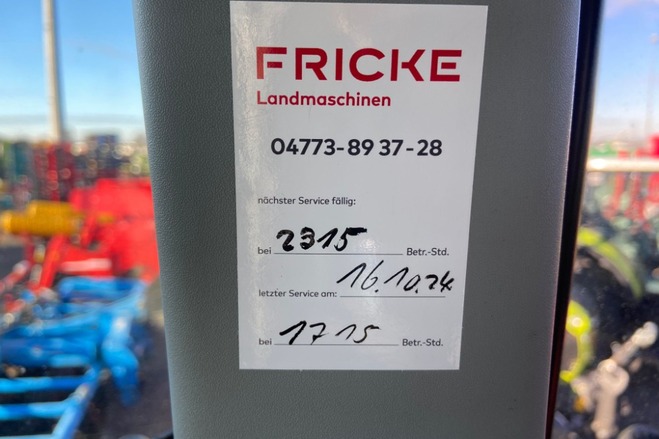 FRICKE
Landmaschinen
04773-89 37-28
nächster Service fällig:
bei 2315 Betr.-Std.
letzter Service am: 16.10.24
bei 1715 Betr.-Std.